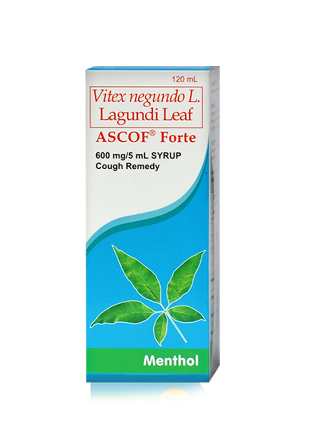 120 mL
Vitex negundo L.
Lagundi Leaf
ASCOF® Forte
600 mg/5 mL SYRUP
Cough Remedy
Menthol